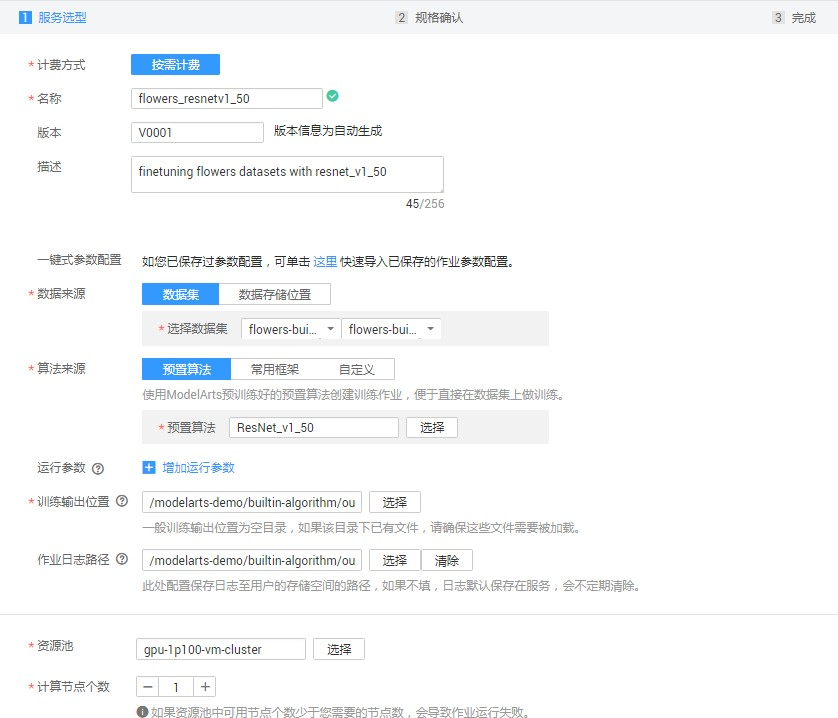 1 服务选型 2 规格确认 3 完成
* 计费方式 按需计费
* 名称 flowers_resnetv1_50
版本 V0001 版本信息为自动生成
描述 finetuning flowers datasets with resnet_v1_50
45/256
一键式参数配置 如您已保存过参数配置，可单击 这里 快速导入已保存的作业参数配置。
* 数据来源 数据集 数据存储位置
* 选择数据集 flowers-bui... flowers-bui...
* 算法来源 预置算法 常用框架 自定义
使用ModelArts预训练好的预置算法创建训练作业，便于直接在数据集上做训练。
* 预置算法 ResNet_v1_50 选择
运行参数 ? + 增加运行参数
* 训练输出位置 ? /modelarts-demo/builtin-algorithm/ou 选择
一般训练输出位置为空目录，如果该目录下已有文件，请确保这些文件需要被加载。
作业日志路径 ? /modelarts-demo/builtin-algorithm/ou 选择 清除
此处配置保存日志至用户的存储空间的路径，如果不填，日志默认保存在服务，会不定期清除。
* 资源池 gpu-1p100-vm-cluster 选择
* 计算节点个数 − 1 +
如果资源池中可用节点个数少于您需要的节点数，会导致作业运行失败。